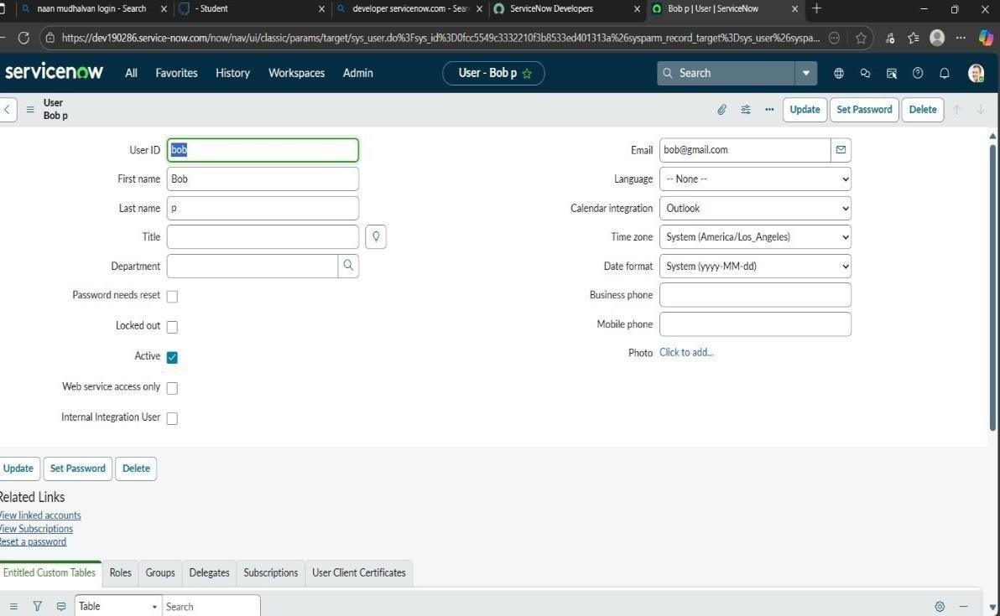 naan mudhalvan login - Search
- Student
developer servicenow.com - Sear
ServiceNow Developers
Bob p | User | ServiceNow
https://dev190286.service-now.com/now/nav/ui/classic/params/target/sys_user.do%3Fsys_id%3D0fcc5549c3332210f3b8533ed401313a%26sysparm_record_target%3Dsys_user%26syspa...
servicenow
All
Favorites
History
Workspaces
Admin
User - Bob p
Search
User
Bob p
Update
Set Password
Delete
User ID
bob
First name
Bob
Last name
p
Title
Department
Password needs reset
Locked out
Active
Web service access only
Internal Integration User
Email
bob@gmail.com
Language
-- None --
Calendar integration
Outlook
Time zone
System (America/Los_Angeles)
Date format
System (yyyy-MM-dd)
Business phone
Mobile phone
Photo
Click to add...
Update
Set Password
Delete
Related Links
View linked accounts
View Subscriptions
Reset a password
Entitled Custom Tables
Roles
Groups
Delegates
Subscriptions
User Client Certificates
Table
Search